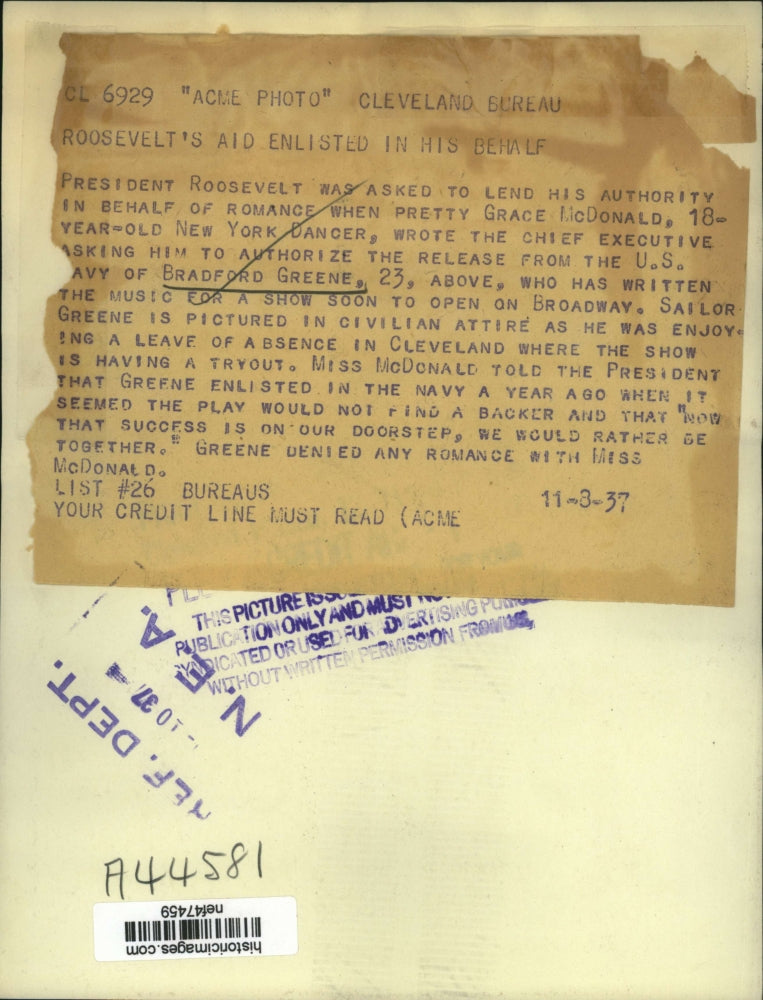 CL 6929 "ACME PHOTO" CLEVELAND BUREAU
ROOSEVELT'S AID ENLISTED IN HIS BEHALF
PRESIDENT ROOSEVELT WAS ASKED TO LEND HIS AUTHORITY
IN BEHALF OF ROMANCE WHEN PRETTY GRACE MCDONALD, 18-
YEAR-OLD NEW YORK DANCER, WROTE THE CHIEF EXECUTIVE
ASKING HIM TO AUTHORIZE THE RELEASE FROM THE U.S.
AVY OF BRADFORD GREENE, 23, ABOVE, WHO HAS WRITTEN
THE MUSIC FOR A SHOW SOON TO OPEN ON BROADWAY. SAILOR
GREENE IS PICTURED IN CIVILIAN ATTIRE AS HE WAS ENJOY-
ING A LEAVE OF ABSENCE IN CLEVELAND WHERE THE SHOW
IS HAVING A TRYOUT. MISS MCDONALD TOLD THE PRESIDENT
THAT GREENE ENLISTED IN THE NAVY A YEAR AGO WHEN IT
SEEMED THE PLAY WOULD NOT FIND A BACKER AND THAT "NOW
THAT SUCCESS IS ON OUR DOORSTEP, WE WOULD RATHER BE
TOGETHER." GREENE DENIED ANY ROMANCE WITH MISS
MCDONALD.
LIST #26 BUREAUS 11-8-37
YOUR CREDIT LINE MUST READ (ACME
THIS PICTURE IS
PUBLICATION ONLY AND MUST
SYNDICATED OR USED FOR ADVERTISING
WITHOUT WRITTEN PERMISSION FROM
N. E. A.
REF. DEPT.
A44581
nef47459
historicimages.com